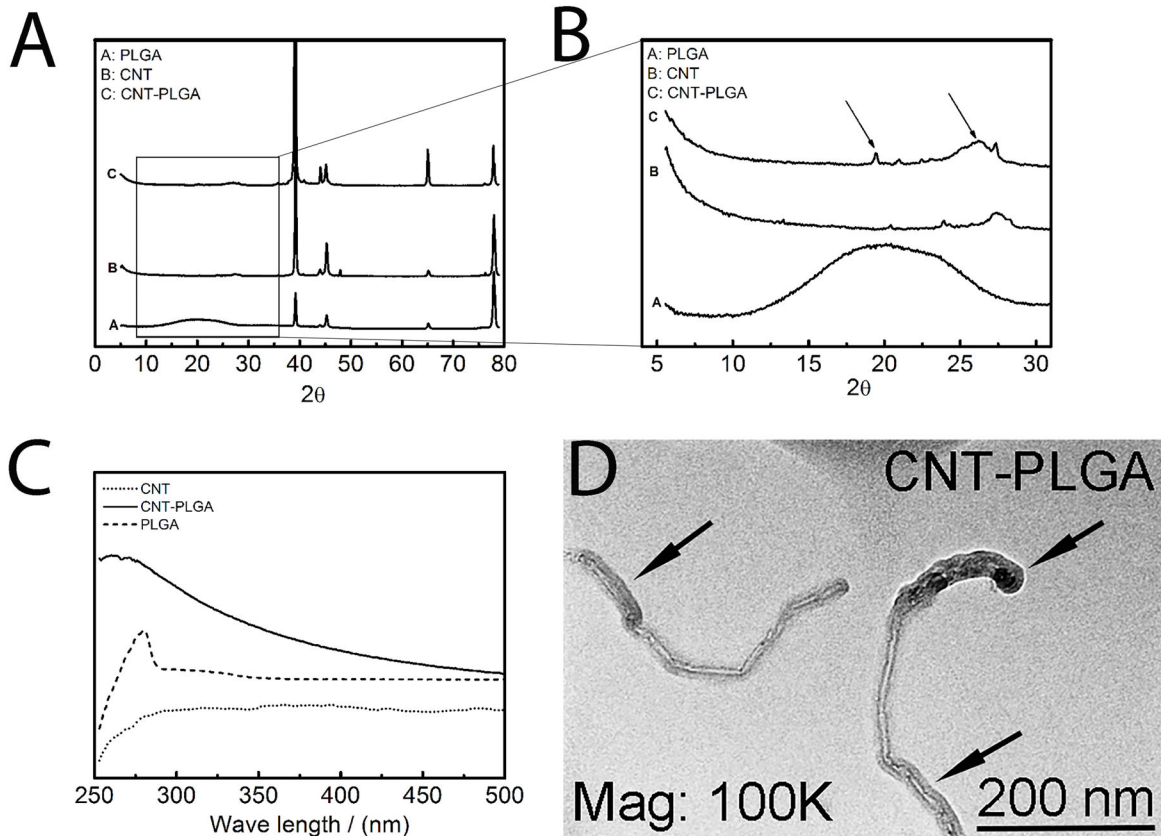 A
A: PLGA
B: CNT
C: CNT-PLGA
C
B
A
0 10 20 30 40 50 60 70 80
2θ
B
A: PLGA
B: CNT
C: CNT-PLGA
C
B
A
5 10 15 20 25 30
2θ
C
CNT
CNT-PLGA
PLGA
250 300 350 400 450 500
Wave length / (nm)
D
CNT-PLGA
Mag: 100K
200 nm